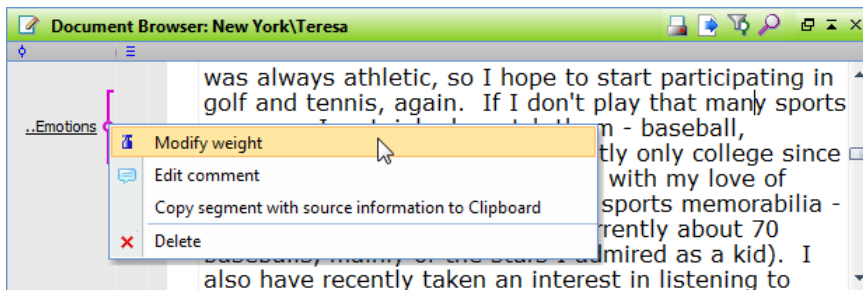 Document Browser: New York\Teresa
was always athletic, so I hope to start participating in
golf and tennis, again. If I don't play that many sports
..Emotions
- baseball,
Modify weight
only college since
Edit comment
with my love of
Copy segment with source information to Clipboard
sports memorabilia -
about 70
Delete
as a kid). I
also have recently taken an interest in listening to